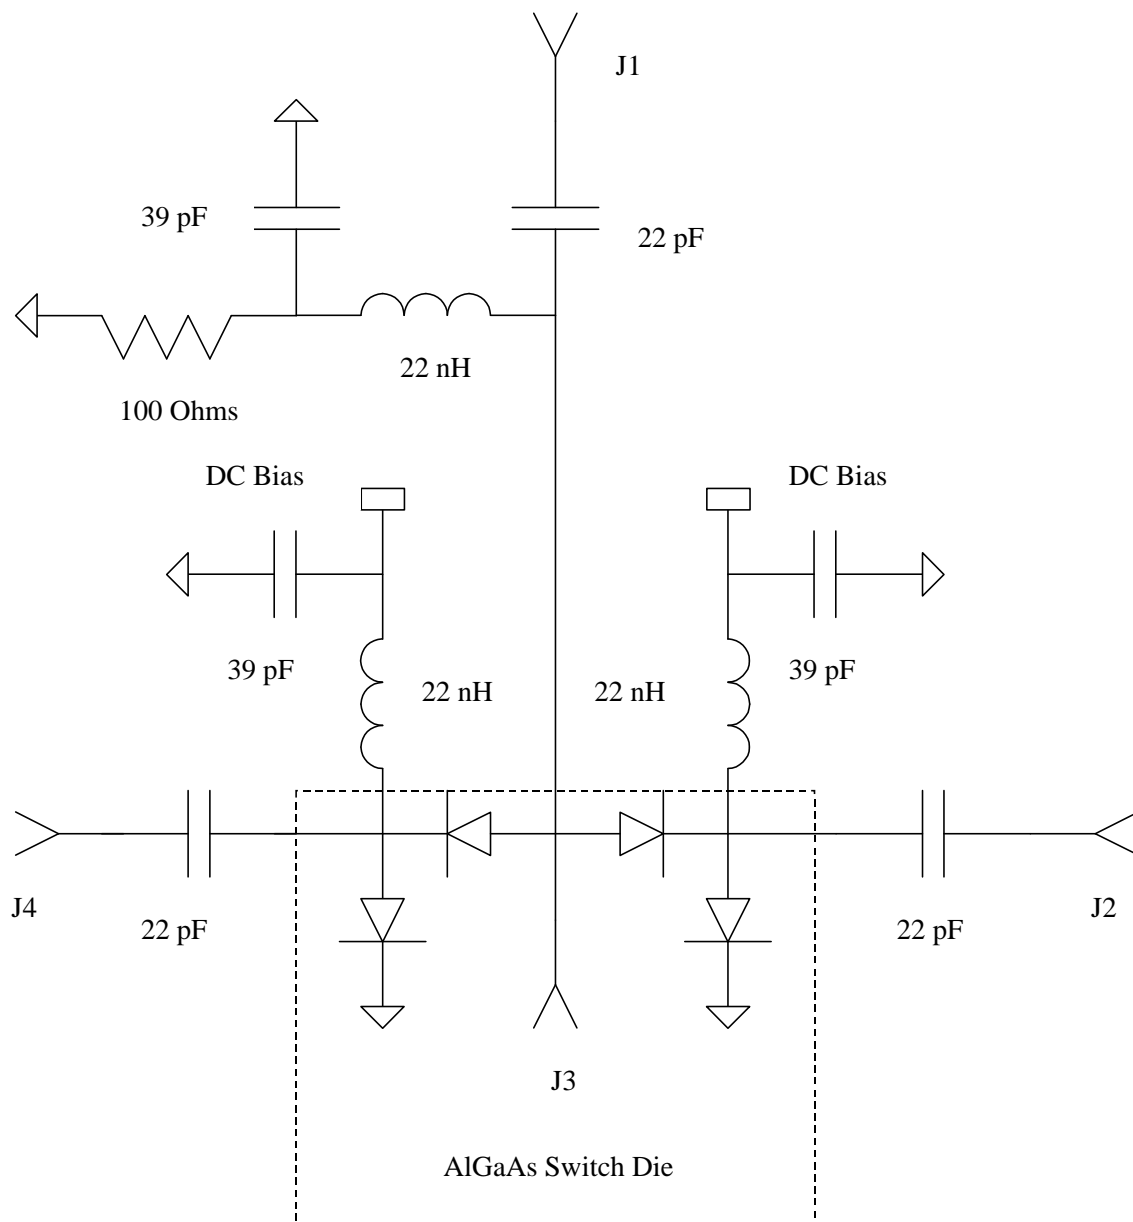 J1
39 pF
22 pF
22 nH
100 Ohms
DC Bias
DC Bias
39 pF
22 nH
22 nH
39 pF
J4
22 pF
22 pF
J2
J3
AlGaAs Switch Die